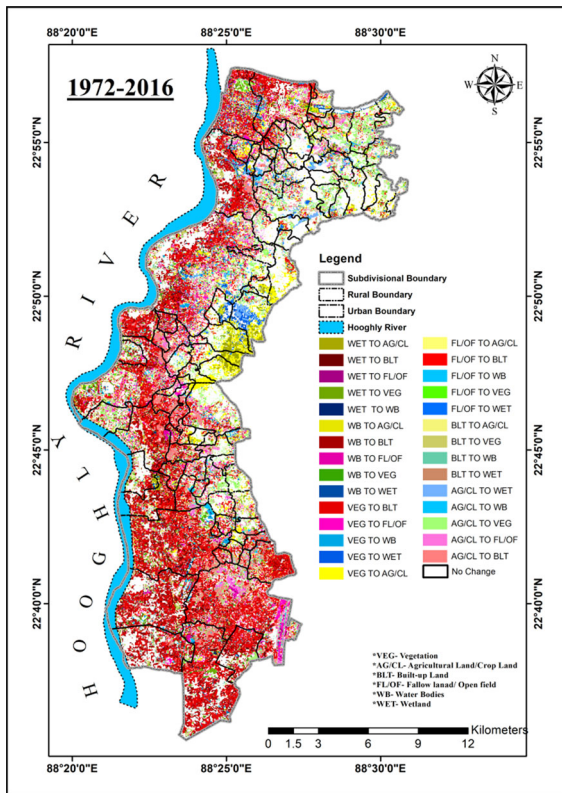 88°20'0"E 88°25'0"E 88°30'0"E
1972-2016
N
W E
S
22°55'0"N 22°55'0"N
HOOGHLY RIVER
22°50'0"N 22°50'0"N
22°45'0"N 22°45'0"N
22°40'0"N 22°40'0"N
Legend
Subdivisional Boundary
Rural Boundary
Urban Boundary
Hooghly River
WET TO AG/CL
WET TO BLT
WET TO FL/OF
WET TO VEG
WET TO WB
WB TO AG/CL
WB TO BLT
WB TO FL/OF
WB TO VEG
WB TO WET
VEG TO BLT
VEG TO FL/OF
VEG TO WB
VEG TO WET
VEG TO AG/CL
FL/OF TO AG/CL
FL/OF TO BLT
FL/OF TO WB
FL/OF TO VEG
FL/OF TO WET
BLT TO AG/CL
BLT TO VEG
BLT TO WB
BLT TO WET
AG/CL TO WET
AG/CL TO WB
AG/CL TO VEG
AG/CL TO FL/OF
AG/CL TO BLT
No Change
*VEG- Vegetation
*AG/CL- Agricultural Land/Crop Land
*BLT- Built-up Land
*FL/OF- Fallow lanad/ Open field
*WB- Water Bodies
*WET- Wetland
Kilometers
0 1.5 3 6 9 12
88°20'0"E 88°25'0"E 88°30'0"E